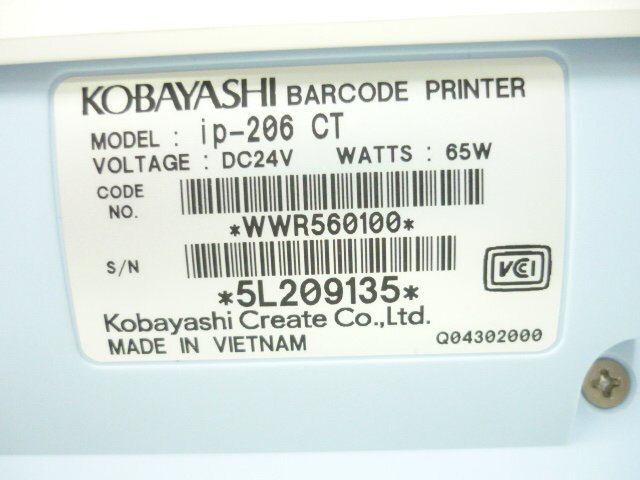 KOBAYASHI BARCODE PRINTER
MODEL : ip-206 CT
VOLTAGE : DC24V WATTS : 65W
CODE NO.
*WWR560100*
S/N
*5L209135*
VCCI
Kobayashi Create Co.,Ltd.
MADE IN VIETNAM Q04302000